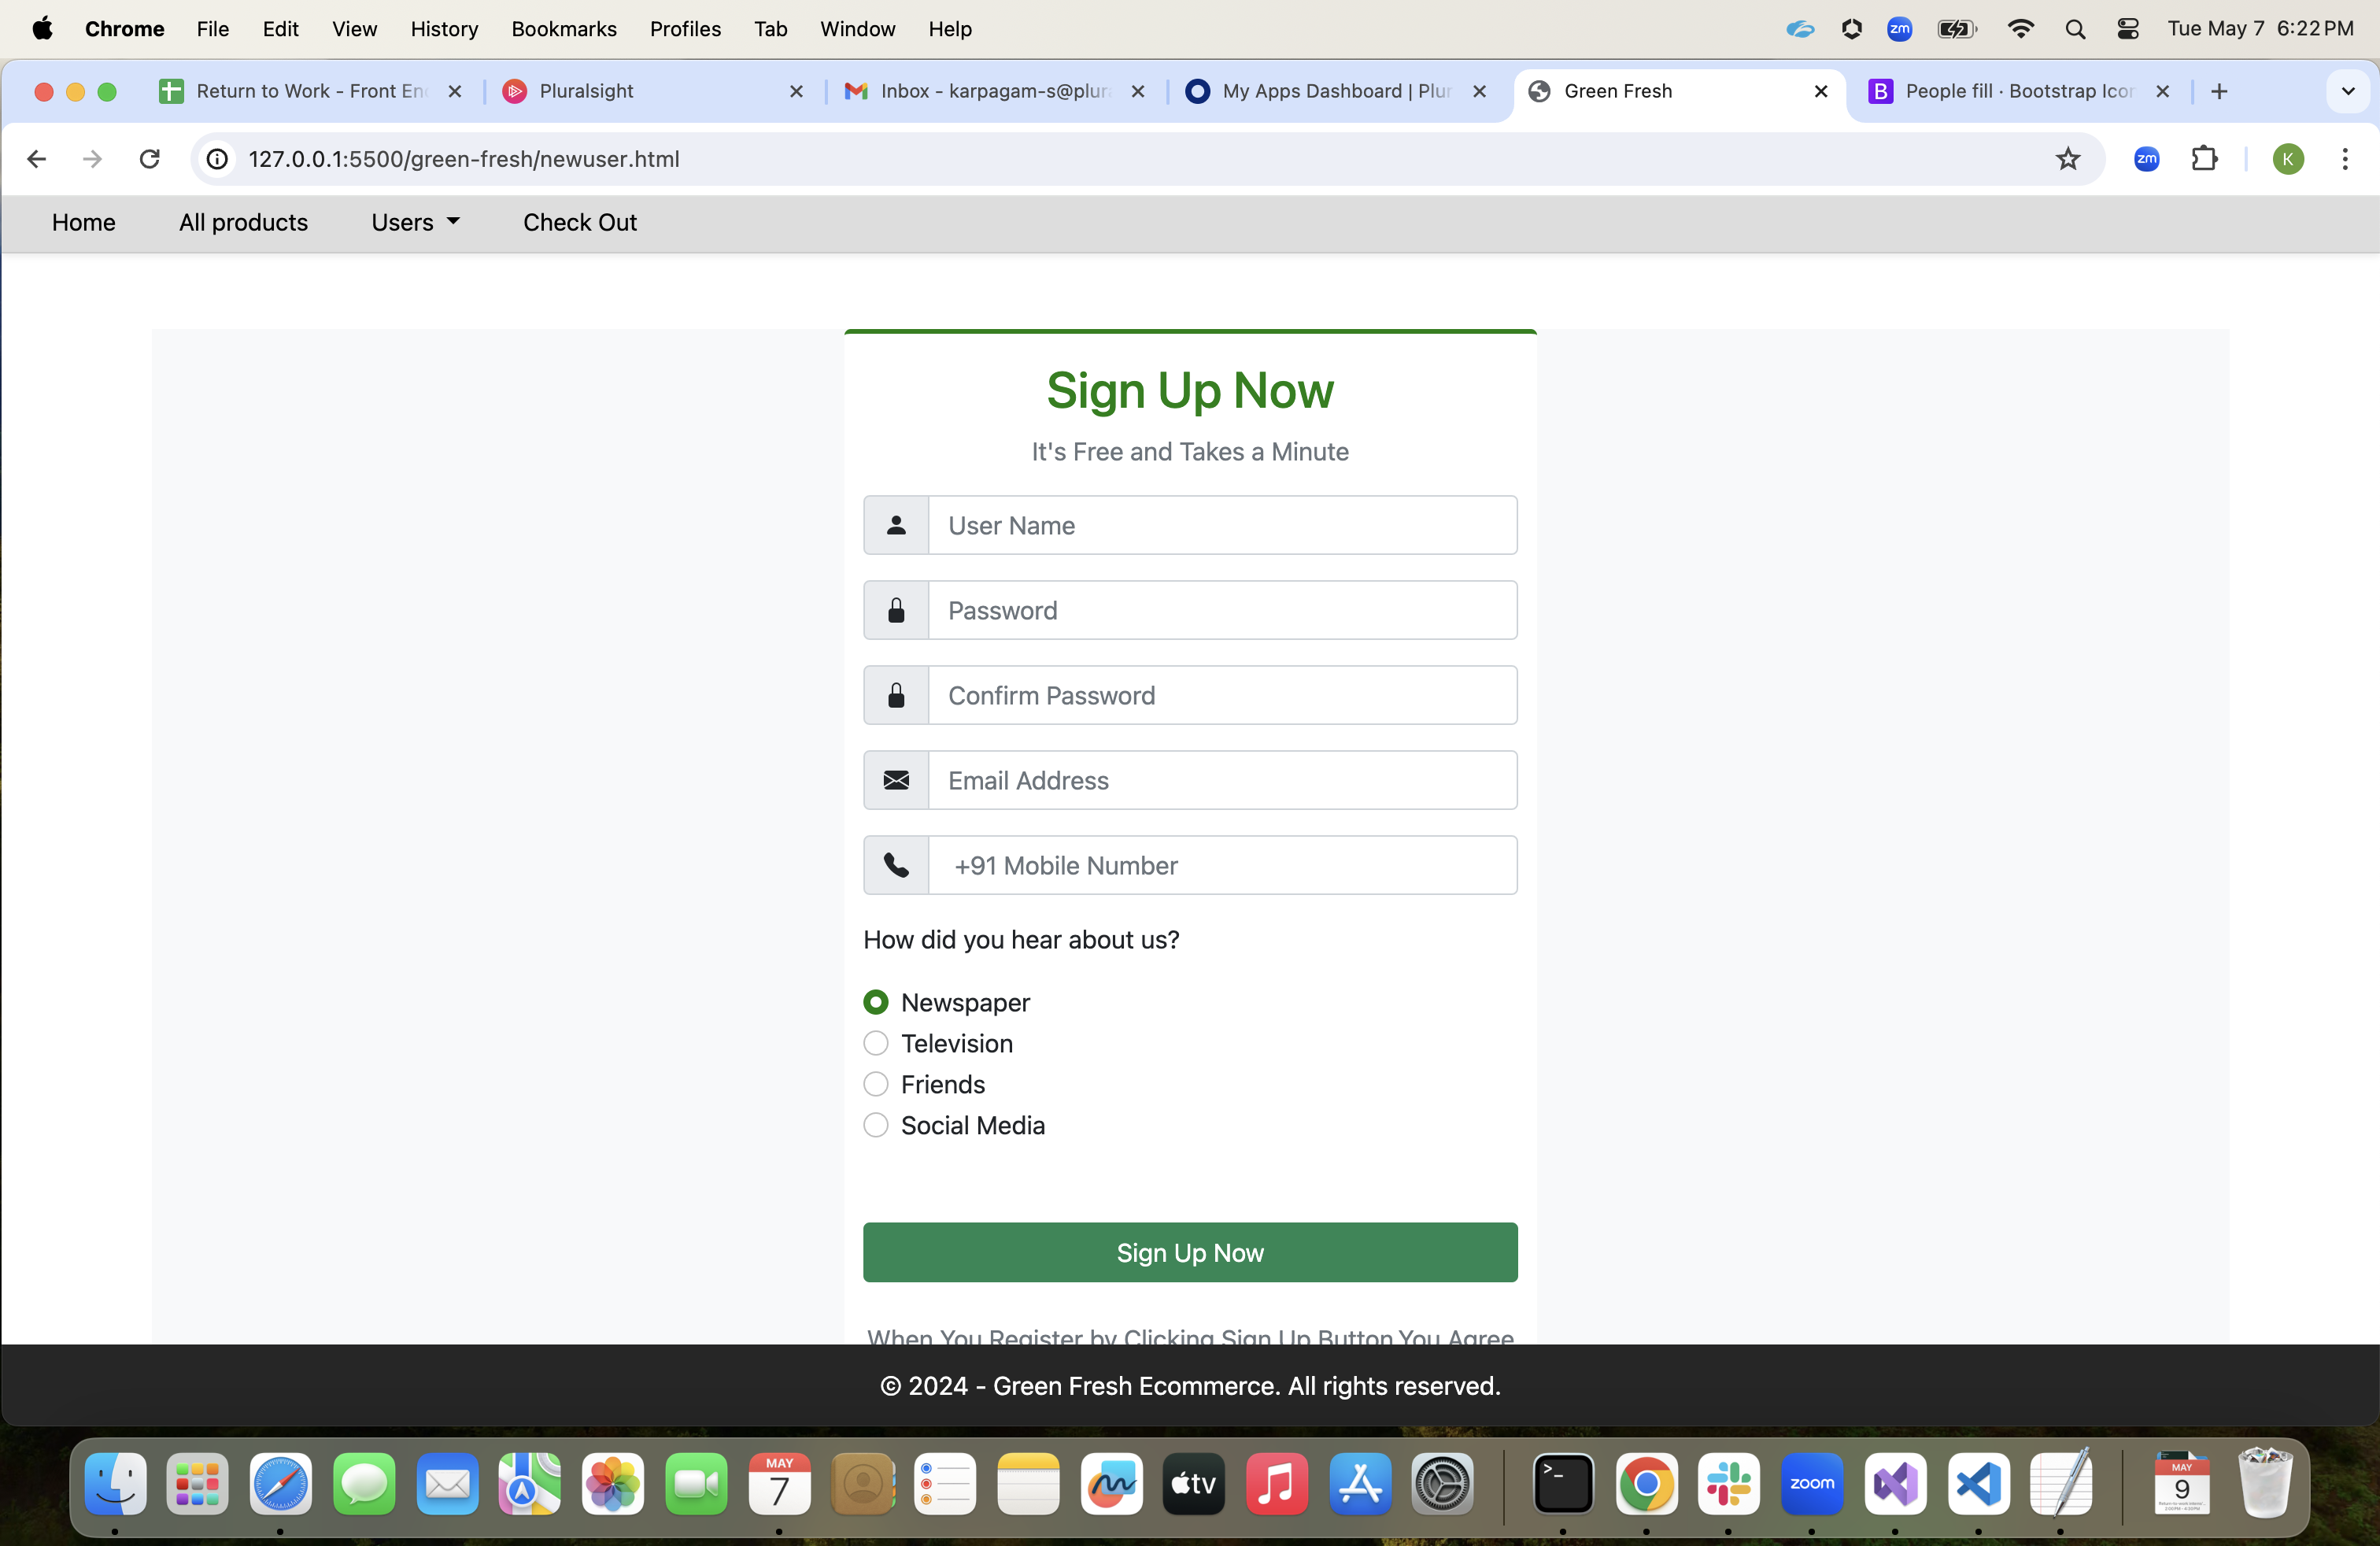 Chrome File Edit View History Bookmarks Profiles Tab Window Help zm Tue May 7 6:22 PM
Return to Work - Front En Pluralsight Inbox - karpagam-s@plur My Apps Dashboard | Plur Green Fresh B People fill · Bootstrap Icon
127.0.0.1:5500/green-fresh/newuser.html zm K
Home All products Users Check Out
Sign Up Now
It's Free and Takes a Minute
User Name
Password
Confirm Password
Email Address
+91 Mobile Number
How did you hear about us?
Newspaper
Television
Friends
Social Media
Sign Up Now
When You Register by Clicking Sign Up Button You Agree
© 2024 - Green Fresh Ecommerce. All rights reserved.
MAY 7 tv >_ zoom MAY 9